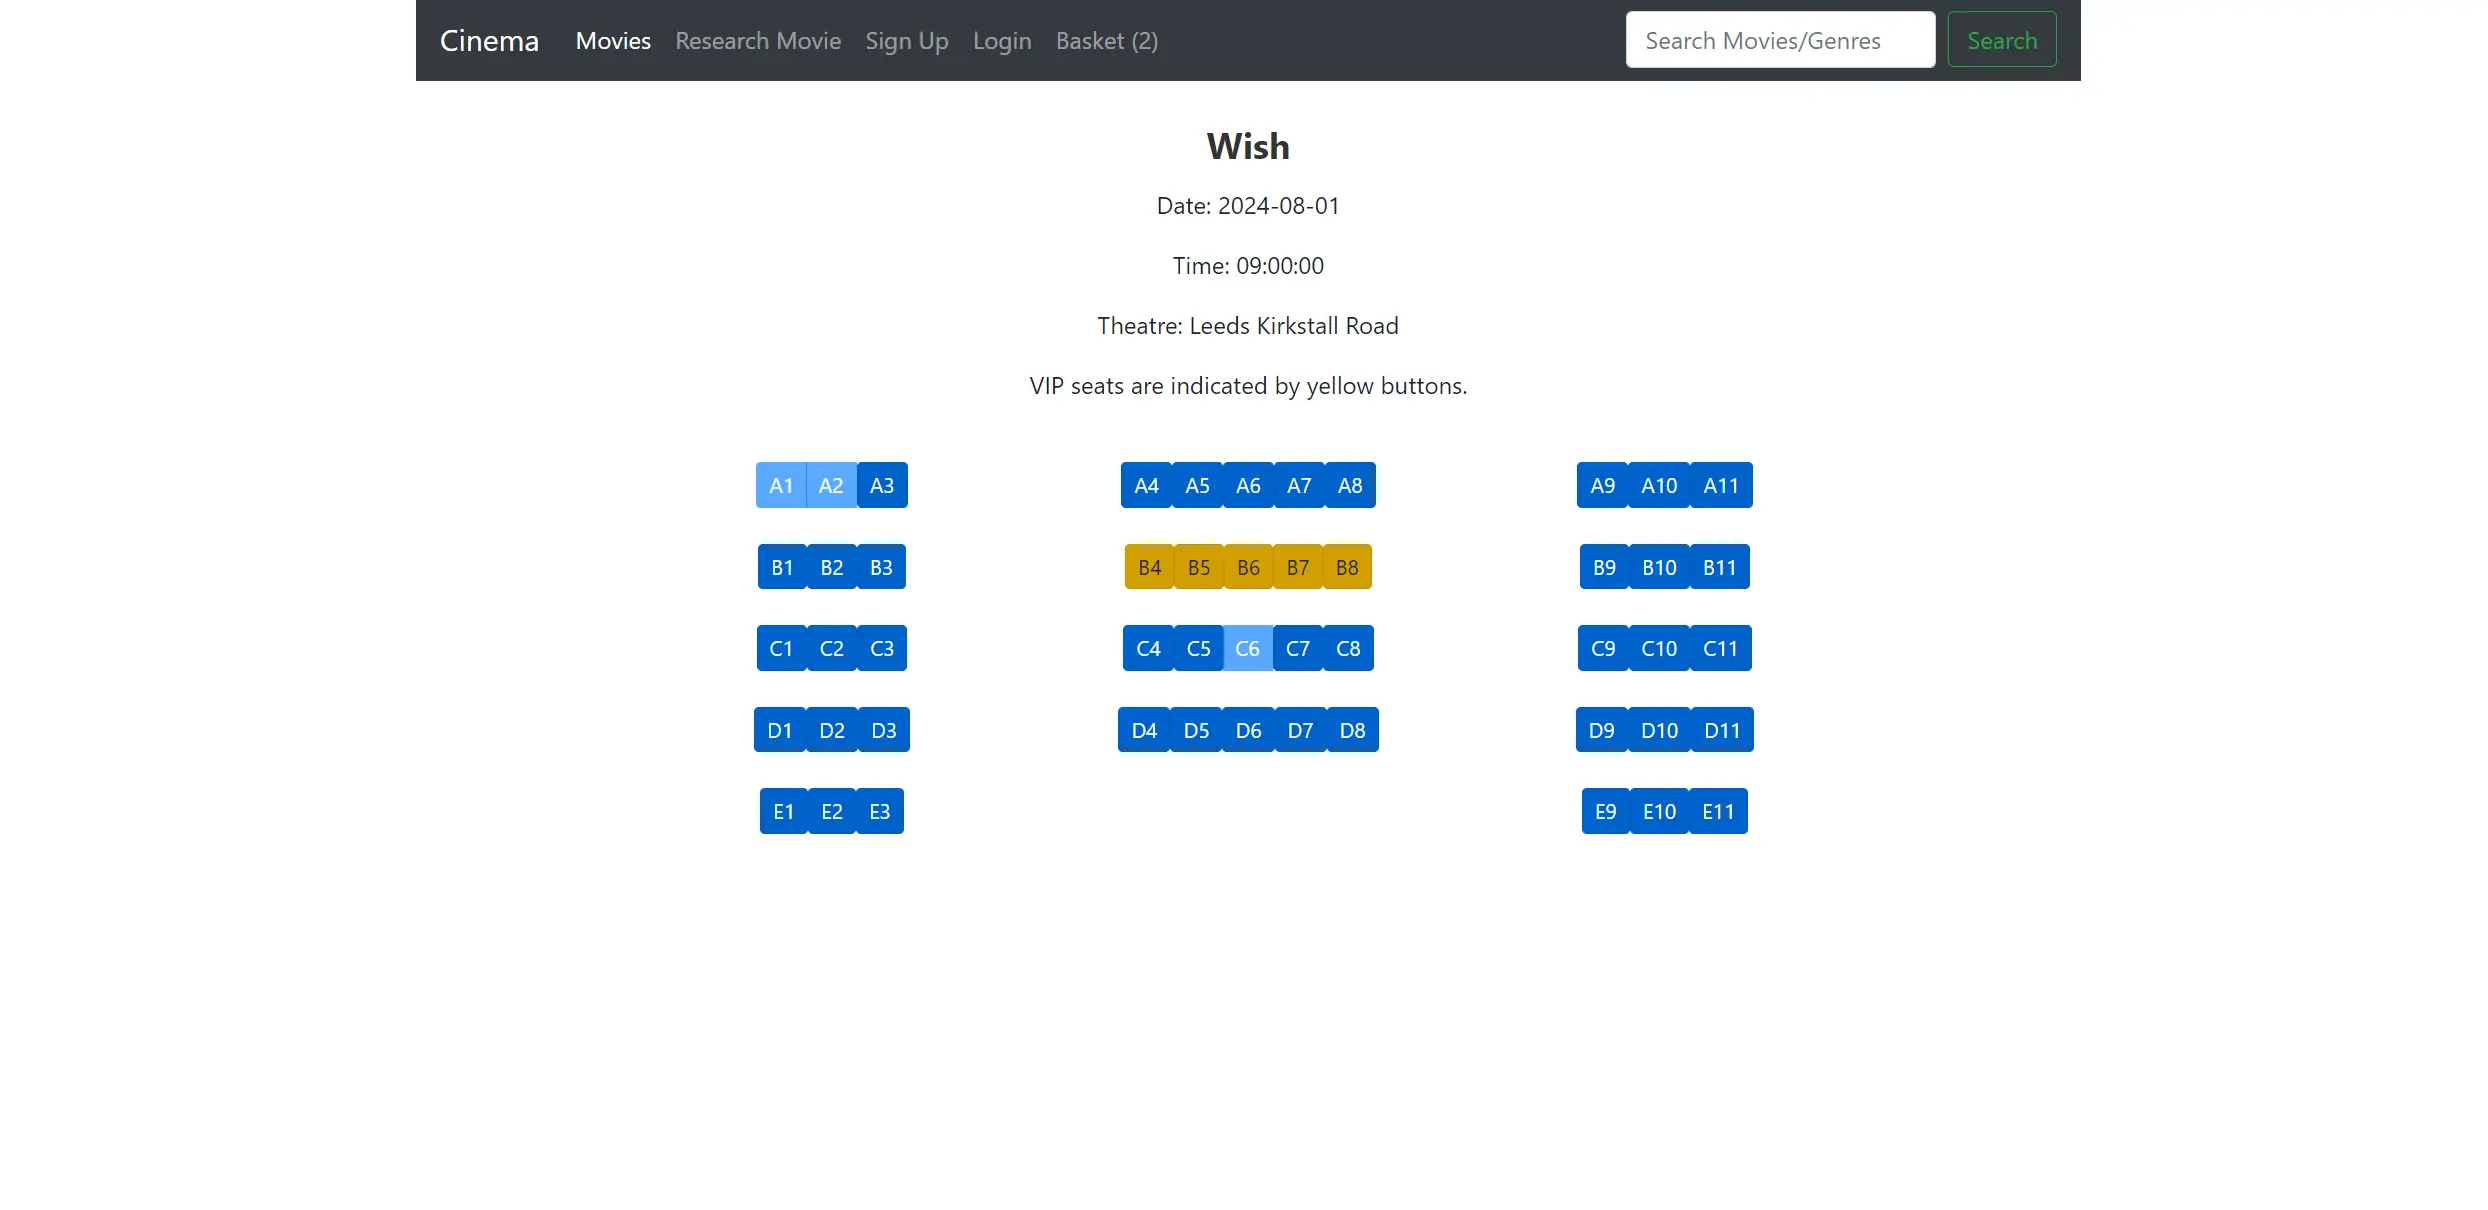 Cinema Movies Research Movie Sign Up Login Basket (2) Search Movies/Genres Search
Wish
Date: 2024-08-01
Time: 09:00:00
Theatre: Leeds Kirkstall Road
VIP seats are indicated by yellow buttons.
A1 A2 A3 A4 A5 A6 A7 A8 A9 A10 A11
B1 B2 B3 B4 B5 B6 B7 B8 B9 B10 B11
C1 C2 C3 C4 C5 C6 C7 C8 C9 C10 C11
D1 D2 D3 D4 D5 D6 D7 D8 D9 D10 D11
E1 E2 E3 E9 E10 E11